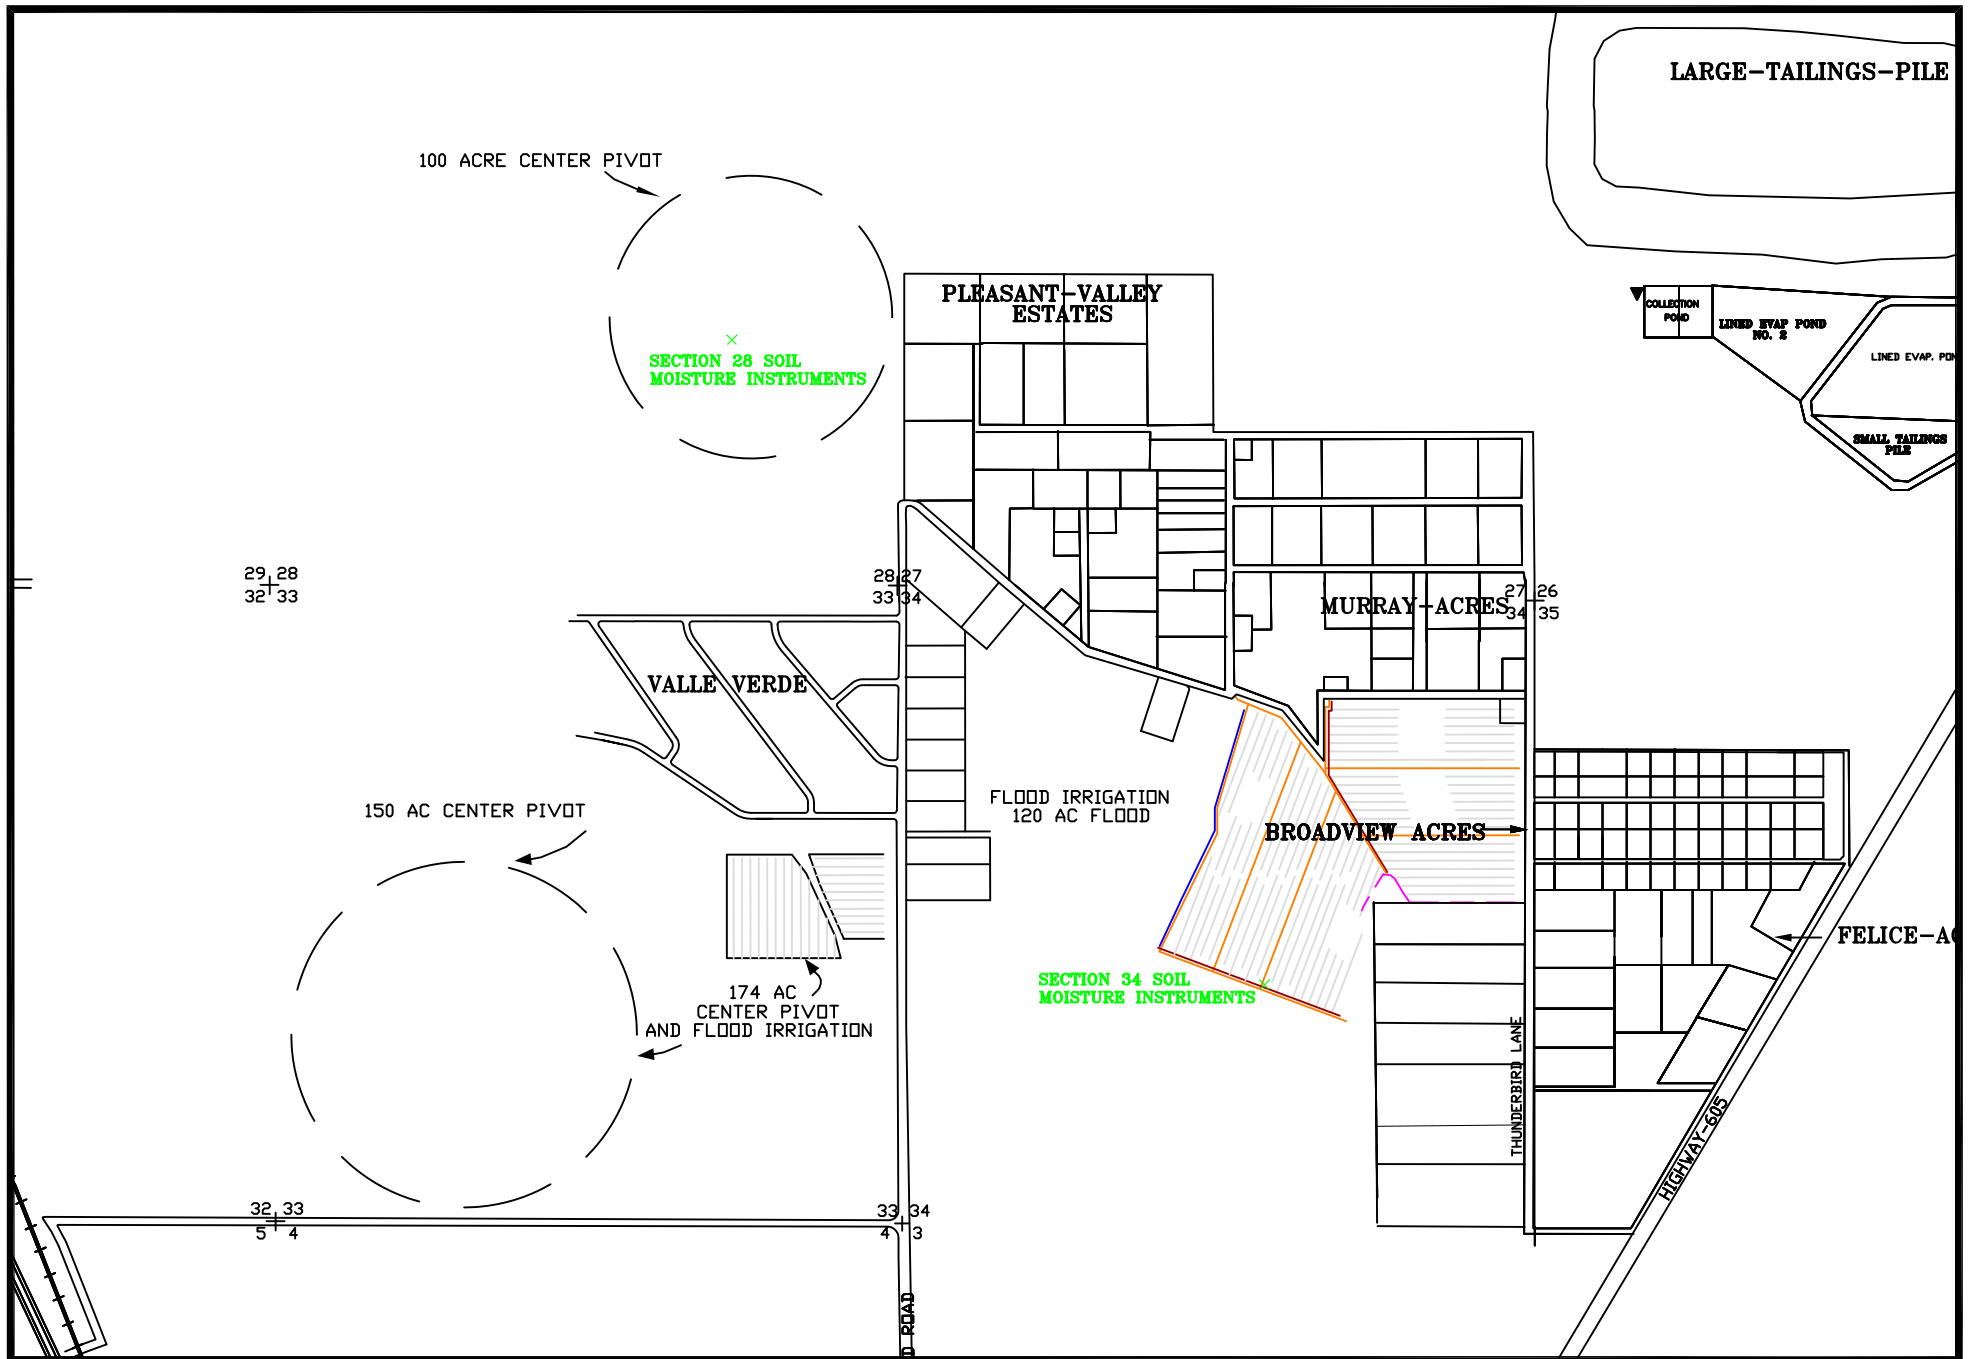 LARGE-TAILINGS-PILE
100 ACRE CENTER PIVOT
PLEASANT-VALLEY
ESTATES
COLLECTION
POND
LINED EVAP POND
NO. 2
LINED EVAP.
SECTION 28 SOIL
MOISTURE INSTRUMENTS
SMALL TAILINGS
PILE
29 28
32 33
28 27
33 34
27 26
34 35
MURRAY-ACRES
VALLE VERDE
FLOOD IRRIGATION
120 AC FLOOD
150 AC CENTER PIVOT
BROADVIEW ACRES
FELICE-AC
SECTION 34 SOIL
MOISTURE INSTRUMENTS
174 AC
CENTER PIVOT
AND FLOOD IRRIGATION
THUNDERBIRD LANE
HIGHWAY-605
32 33
5 4
33 34
4 3
D ROAD